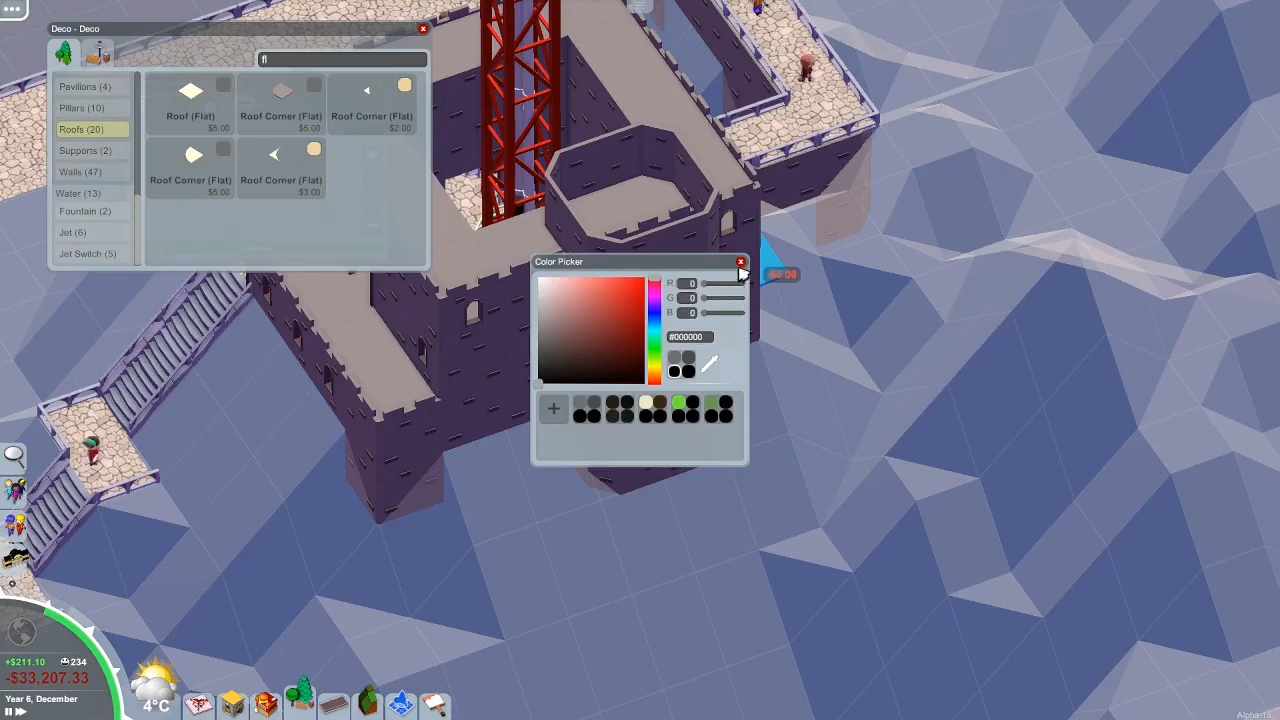 Deco - Deco
fl
Pavilions (4)
Pillars (10)
Roofs (20)
Supports (2)
Walls (47)
Water (13)
Fountain (2)
Jet (6)
Jet Switch (5)
Roof (Flat)
$5.00
Roof Corner (Flat)
$5.00
Roof Corner (Flat)
$2.00
Roof Corner (Flat)
$5.00
Roof Corner (Flat)
$3.00
Color Picker
R 0
G 0
B 0
#000000
+$211.10 234
-$33,207.33
Year 6, December
4°C